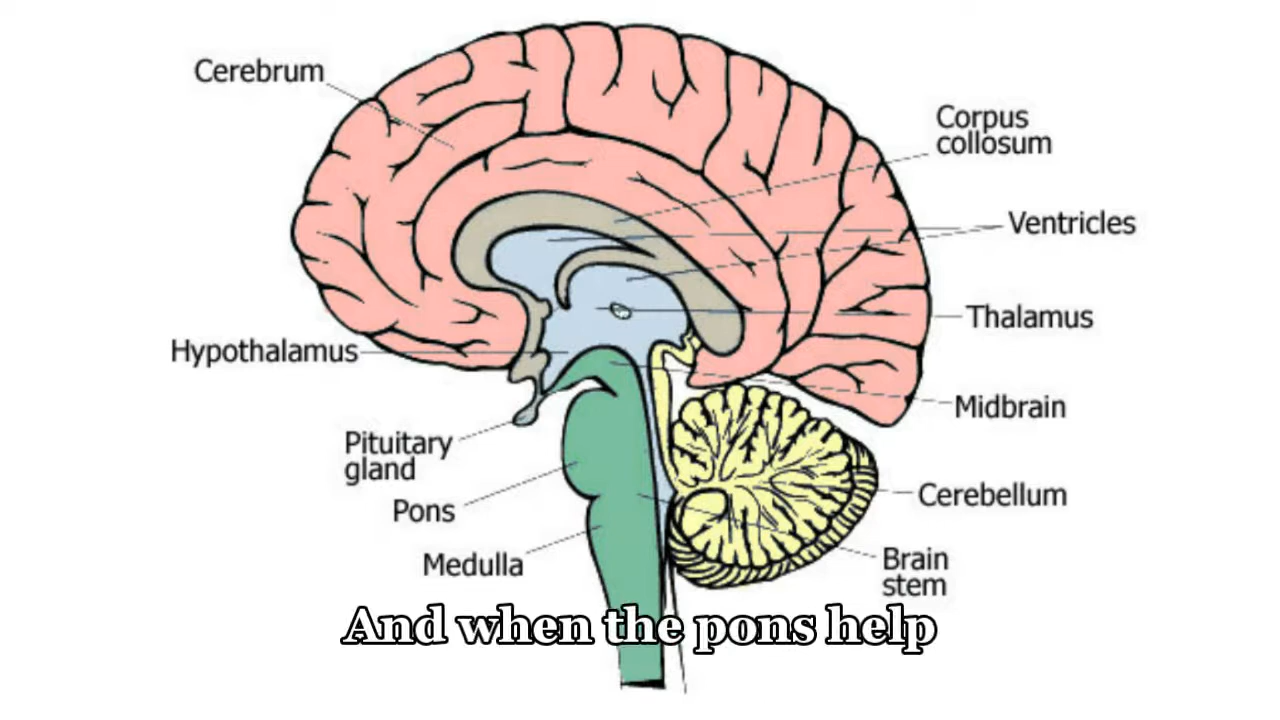 Cerebrum
Corpus
collosum
Ventricles
Thalamus
Hypothalamus
Midbrain
Pituitary
gland
Cerebellum
Pons
Medulla
Brain
stem
And when the pons help